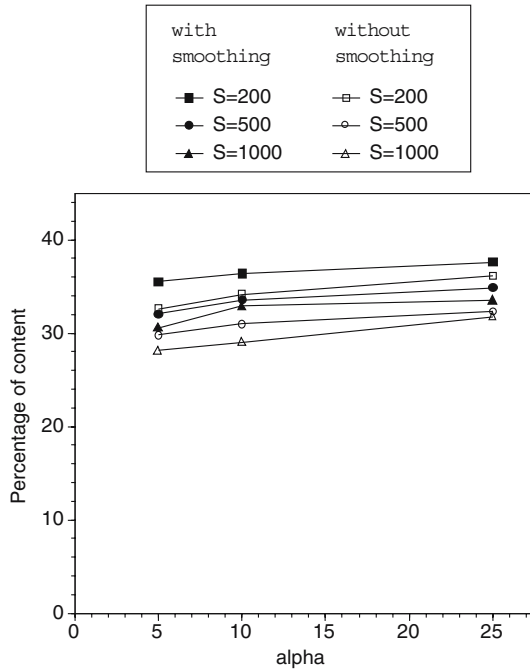 with without
smoothing smoothing
S=200 S=200
S=500 S=500
S=1000 S=1000
40
30
20
10
0
Percentage of content
0 5 10 15 20 25
alpha